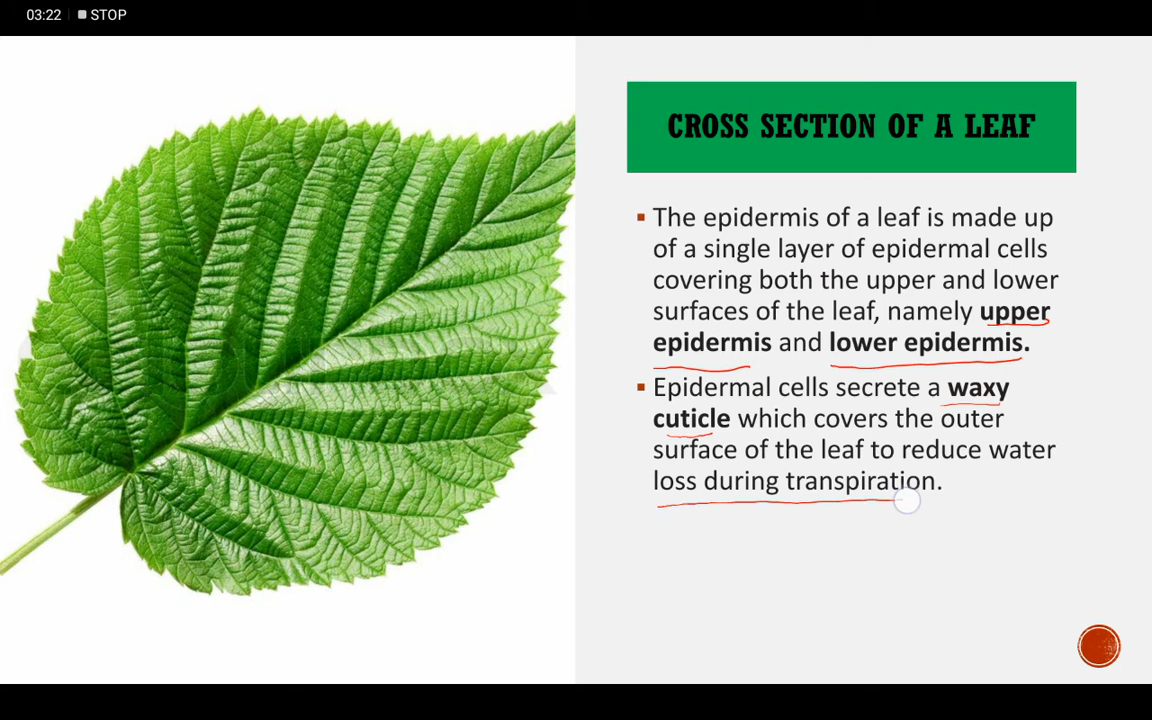 03:22 STOP
CROSS SECTION OF A LEAF
▪ The epidermis of a leaf is made up
of a single layer of epidermal cells
covering both the upper and lower
surfaces of the leaf, namely upper
epidermis and lower epidermis.
▪ Epidermal cells secrete a waxy
cuticle which covers the outer
surface of the leaf to reduce water
loss during transpiration.